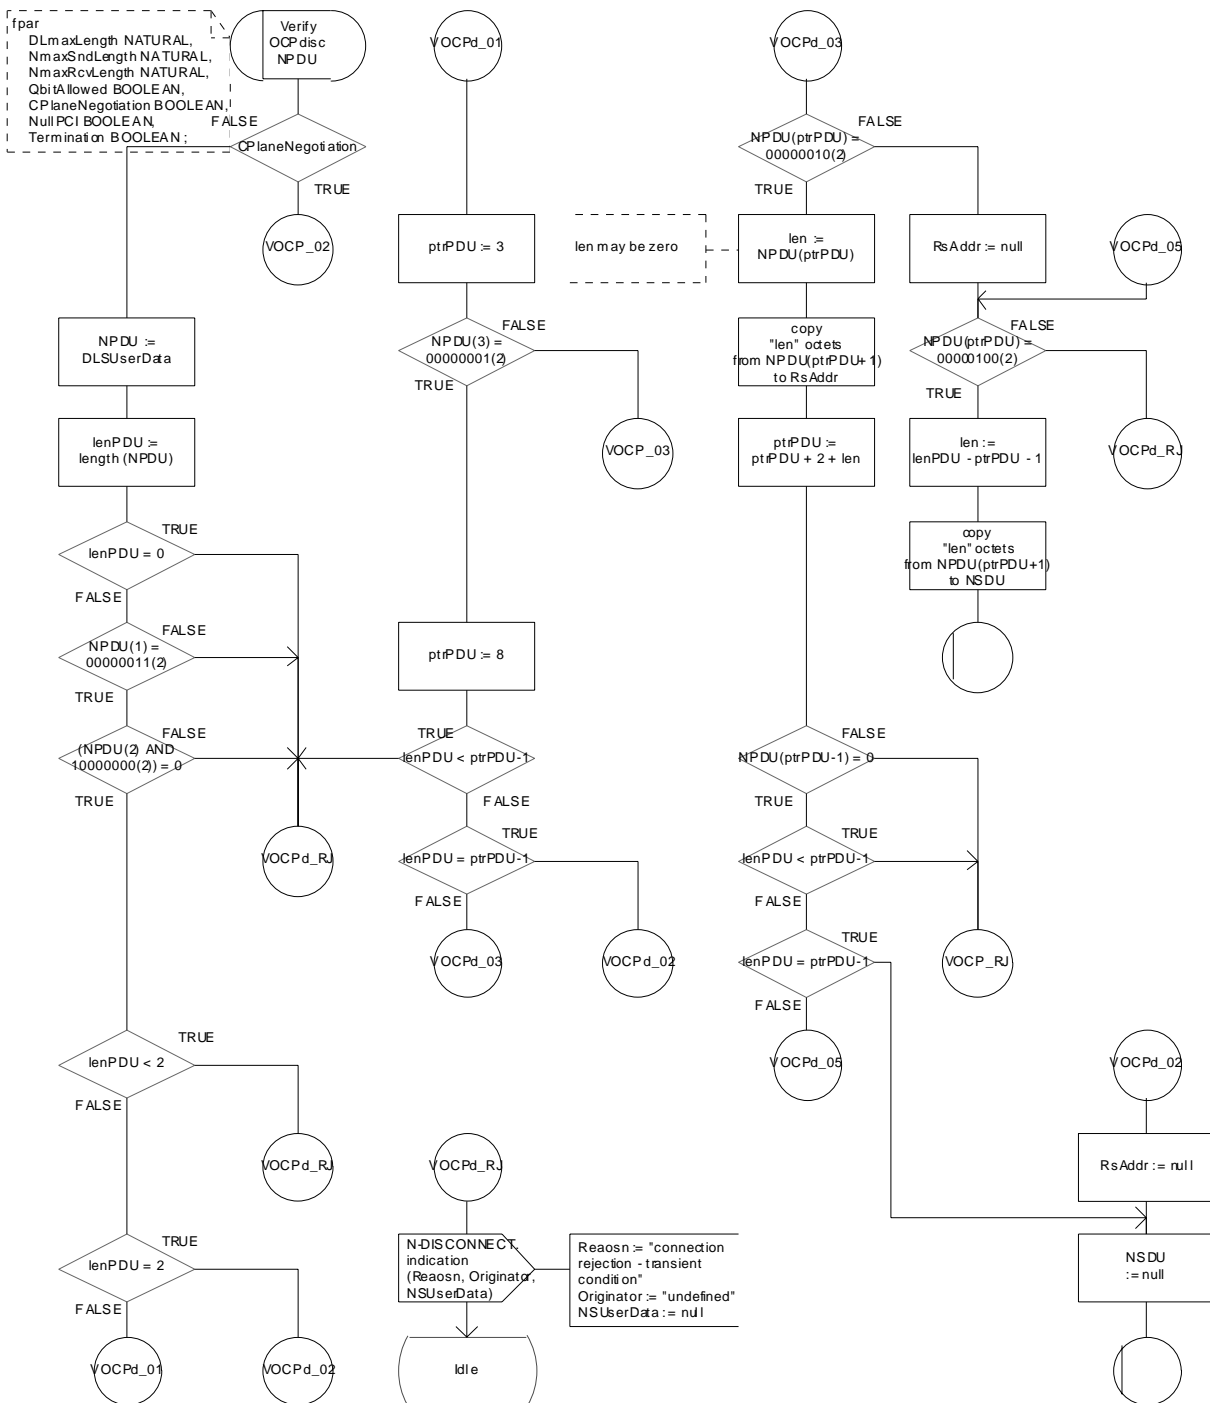 fpar
DLmaxLength NATURAL,
NmaxSndLength NATURAL,
NmaxRcvLength NATURAL,
QbitAllowed BOOLEAN,
CPlaneNegotiation BOOLEAN,
NullPCI BOOLEAN,
Termination BOOLEAN ;
Verify
OCPdisc
NPDU
FALSE
CPlaneNegotiation
TRUE
VOCP_02
NPDU :=
DLSUserData
lenPDU :=
length (NPDU)
TRUE
lenPDU = 0
FALSE
FALSE
NPDU(1) =
00000011(2)
TRUE
FALSE
(NPDU(2) AND
10000000(2)) = 0
TRUE
VOCPd_RJ
TRUE
lenPDU < 2
FALSE
VOCPd_RJ
TRUE
lenPDU = 2
FALSE
VOCPd_01
VOCPd_02
VOCPd_01
ptrPDU := 3
FALSE
NPDU(3) =
00000001(2)
TRUE
VOCP_03
ptrPDU := 8
TRUE
lenPDU < ptrPDU-1
FALSE
TRUE
lenPDU = ptrPDU-1
FALSE
VOCPd_03
VOCPd_02
VOCPd_RJ
N-DISCONNECT.
indication
(Reaosn, Originator,
NSUserData)
Reaosn := "connection
rejection - transient
condition"
Originator := "undefined"
NSUserData := null
Idle
VOCPd_03
FALSE
NPDU(ptrPDU) =
00000010(2)
TRUE
len may be zero
len :=
NPDU(ptrPDU)
copy
"len" octets
from NPDU(ptrPDU+1)
to RsAddr
ptrPDU :=
ptrPDU + 2 + len
FALSE
NPDU(ptrPDU-1) = 0
TRUE
TRUE
lenPDU < ptrPDU-1
FALSE
TRUE
lenPDU = ptrPDU-1
FALSE
VOCP_RJ
VOCPd_05
RsAddr := null
VOCPd_05
FALSE
NPDU(ptrPDU) =
00000100(2)
TRUE
len :=
lenPDU - ptrPDU - 1
VOCPd_RJ
copy
"len" octets
from NPDU(ptrPDU+1)
to NSDU
VOCPd_02
RsAddr := null
NSDU
:= null